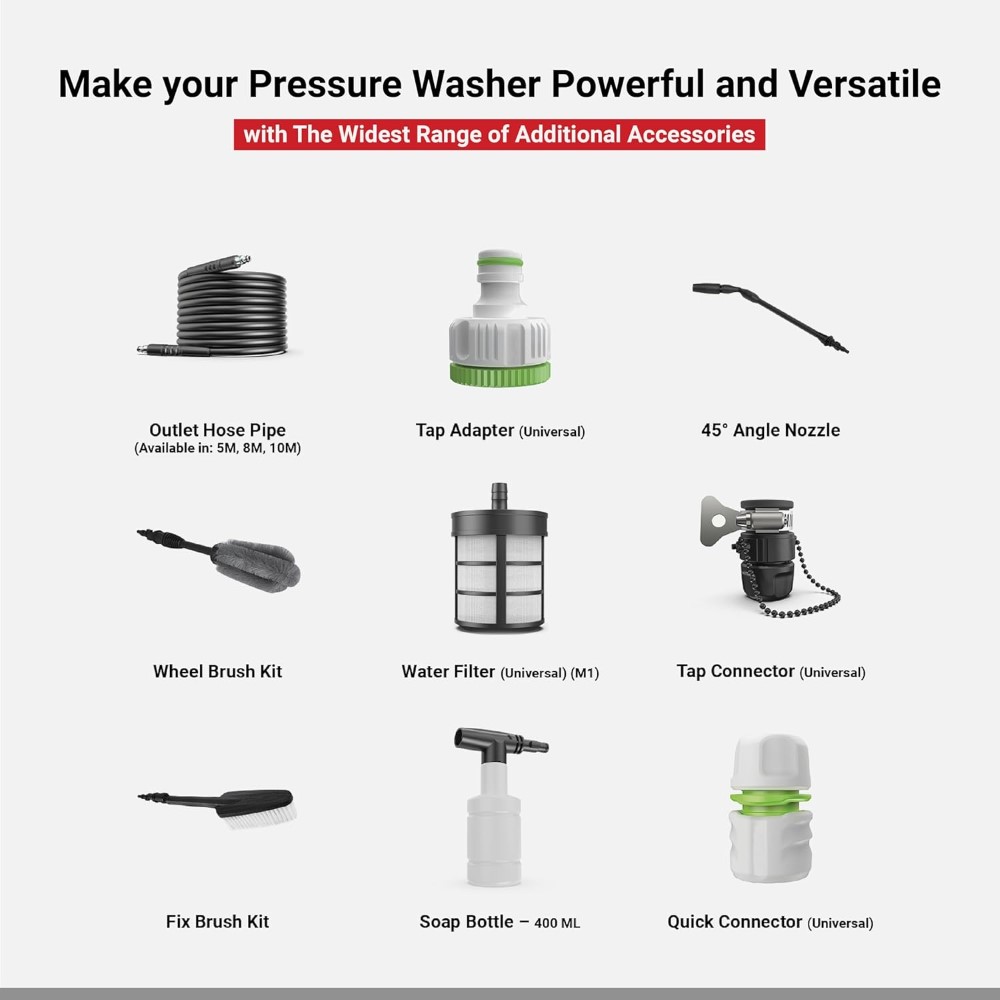 Make your Pressure Washer Powerful and Versatile
with The Widest Range of Additional Accessories
Outlet Hose Pipe
(Available in: 5M, 8M, 10M)
Tap Adapter (Universal)
45° Angle Nozzle
Wheel Brush Kit
Water Filter (Universal) (M1)
Tap Connector (Universal)
Fix Brush Kit
Soap Bottle – 400 ML
Quick Connector (Universal)